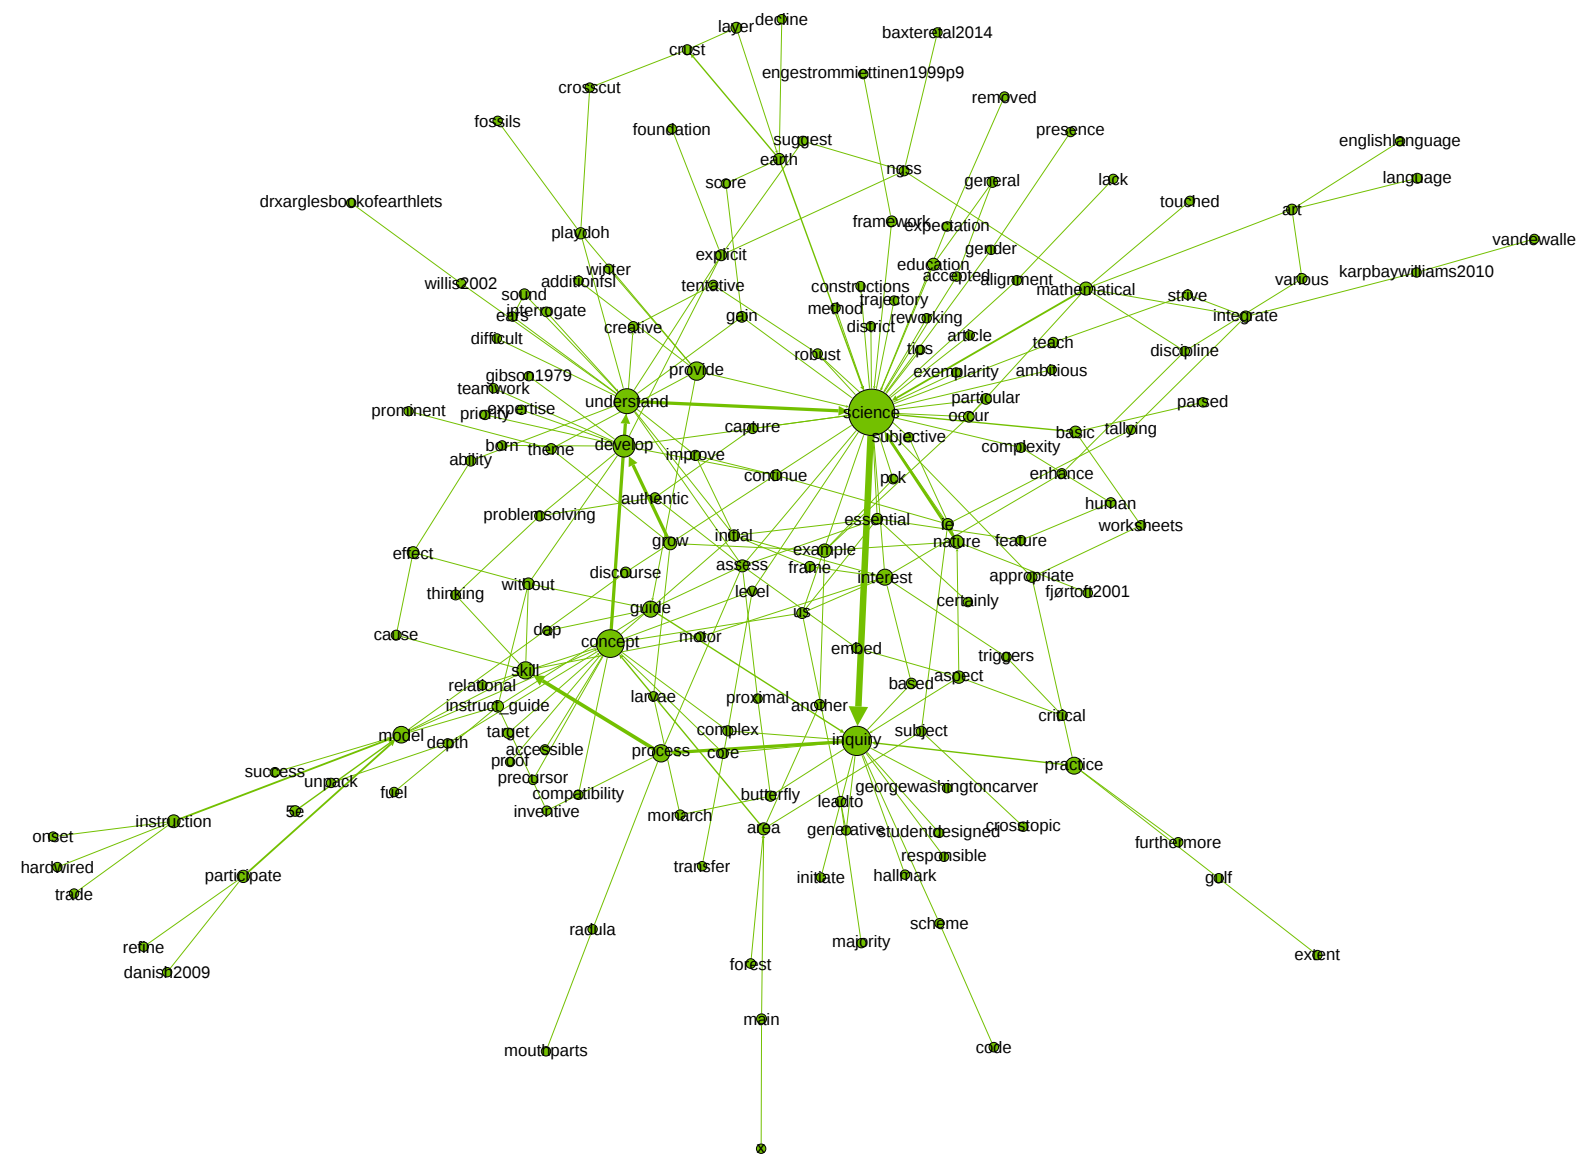 decline
layer
baxteretal2014
crust
engestrommiettinen1999p9
crosscut
removed
fossils
foundation
presence
suggest
englishlanguage
earth
ngss
language
score
general
lack
drxarglesbookofearthlets
touched
art
framework
expectation
playdoh
vandewalle
gender
explicit
education
winter
accepted
karpbaywilliams2010
additionfsl
alignment
various
willis2002
tentative
constructions
mathematical
sound
trajectory
strive
interrogate
method
ears
gain
reworking
integrate
creative
district
difficult
article
teach
tips
discipline
robust
provide
ambitious
gibson1979
exemplarity
teamwork
understand
particular
parsed
prominent
priority
expertise
science
occur
capture
subjective
basic
tallying
born
theme
develop
complexity
ability
improve
continue
enhance
pck
authentic
human
problemsolving
essential
ie
worksheets
initial
grow
nature
feature
effect
example
assess
frame
discourse
interest
appropriate
without
level
fjørtoft2001
thinking
certainly
guide
us
dap
cause
concept
motor
embed
triggers
skill
aspect
relational
based
larvae
proximal
instruct_guide
another
critical
target
complex
subject
model
depth
inquiry
accessible
process
core
proof
practice
success
unpack
precursor
georgewashingtoncarver
fuel
compatibility
butterfly
leadto
5e
inventive
monarch
instruction
area
generative
studentdesigned
crosstopic
onset
furthermore
responsible
hardwired
transfer
participate
initiate
hallmark
gulf
trade
scheme
radula
majority
refine
extent
danish2009
forest
main
mouthparts
code
x